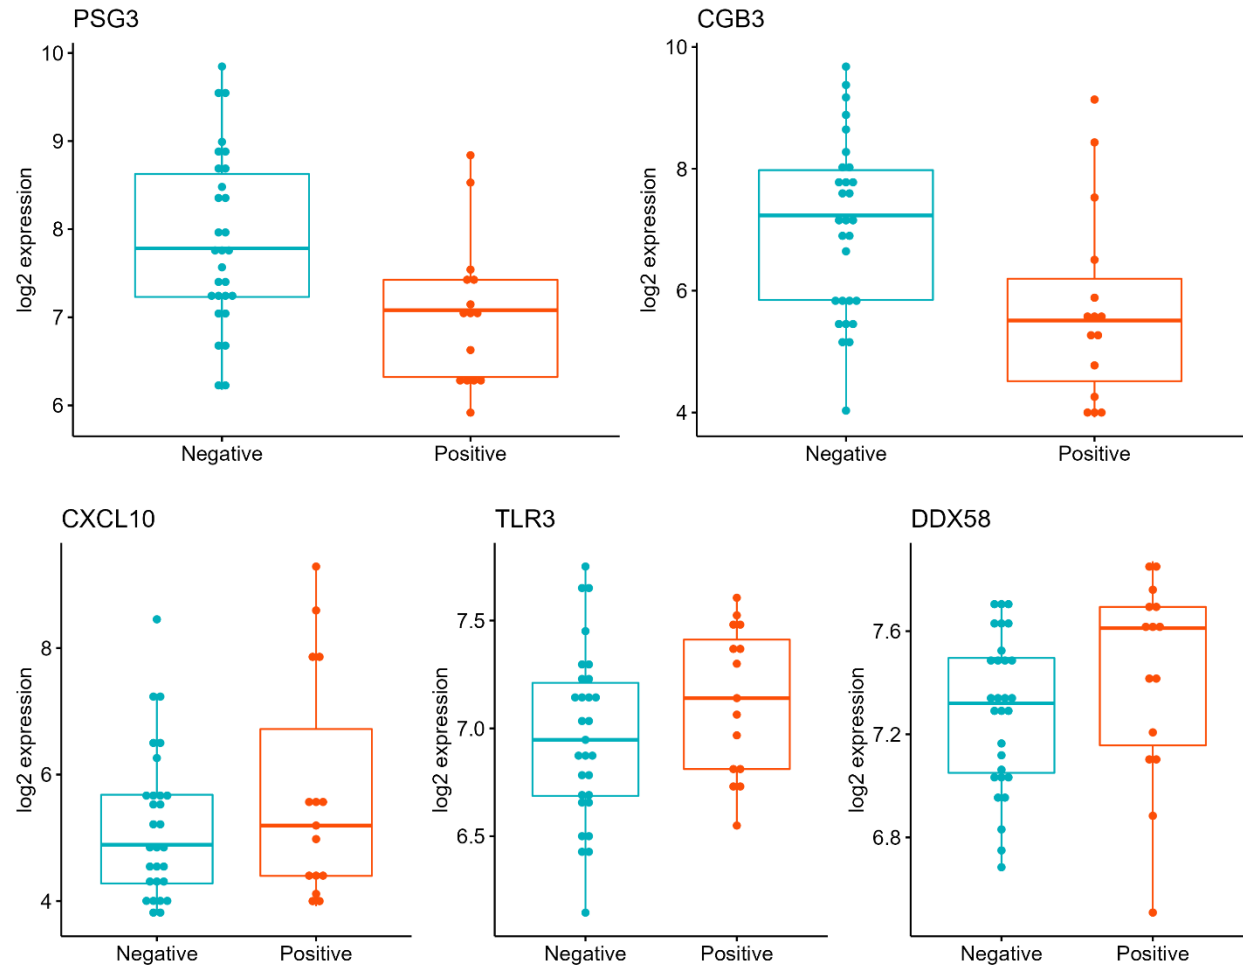 PSG3
log2 expression
10
9
8
7
6
Negative
Positive
CGB3
log2 expression
10
8
6
4
Negative
Positive
CXCL10
log2 expression
8
6
4
Negative
Positive
TLR3
log2 expression
7.5
7.0
6.5
Negative
Positive
DDX58
log2 expression
7.6
7.2
6.8
Negative
Positive